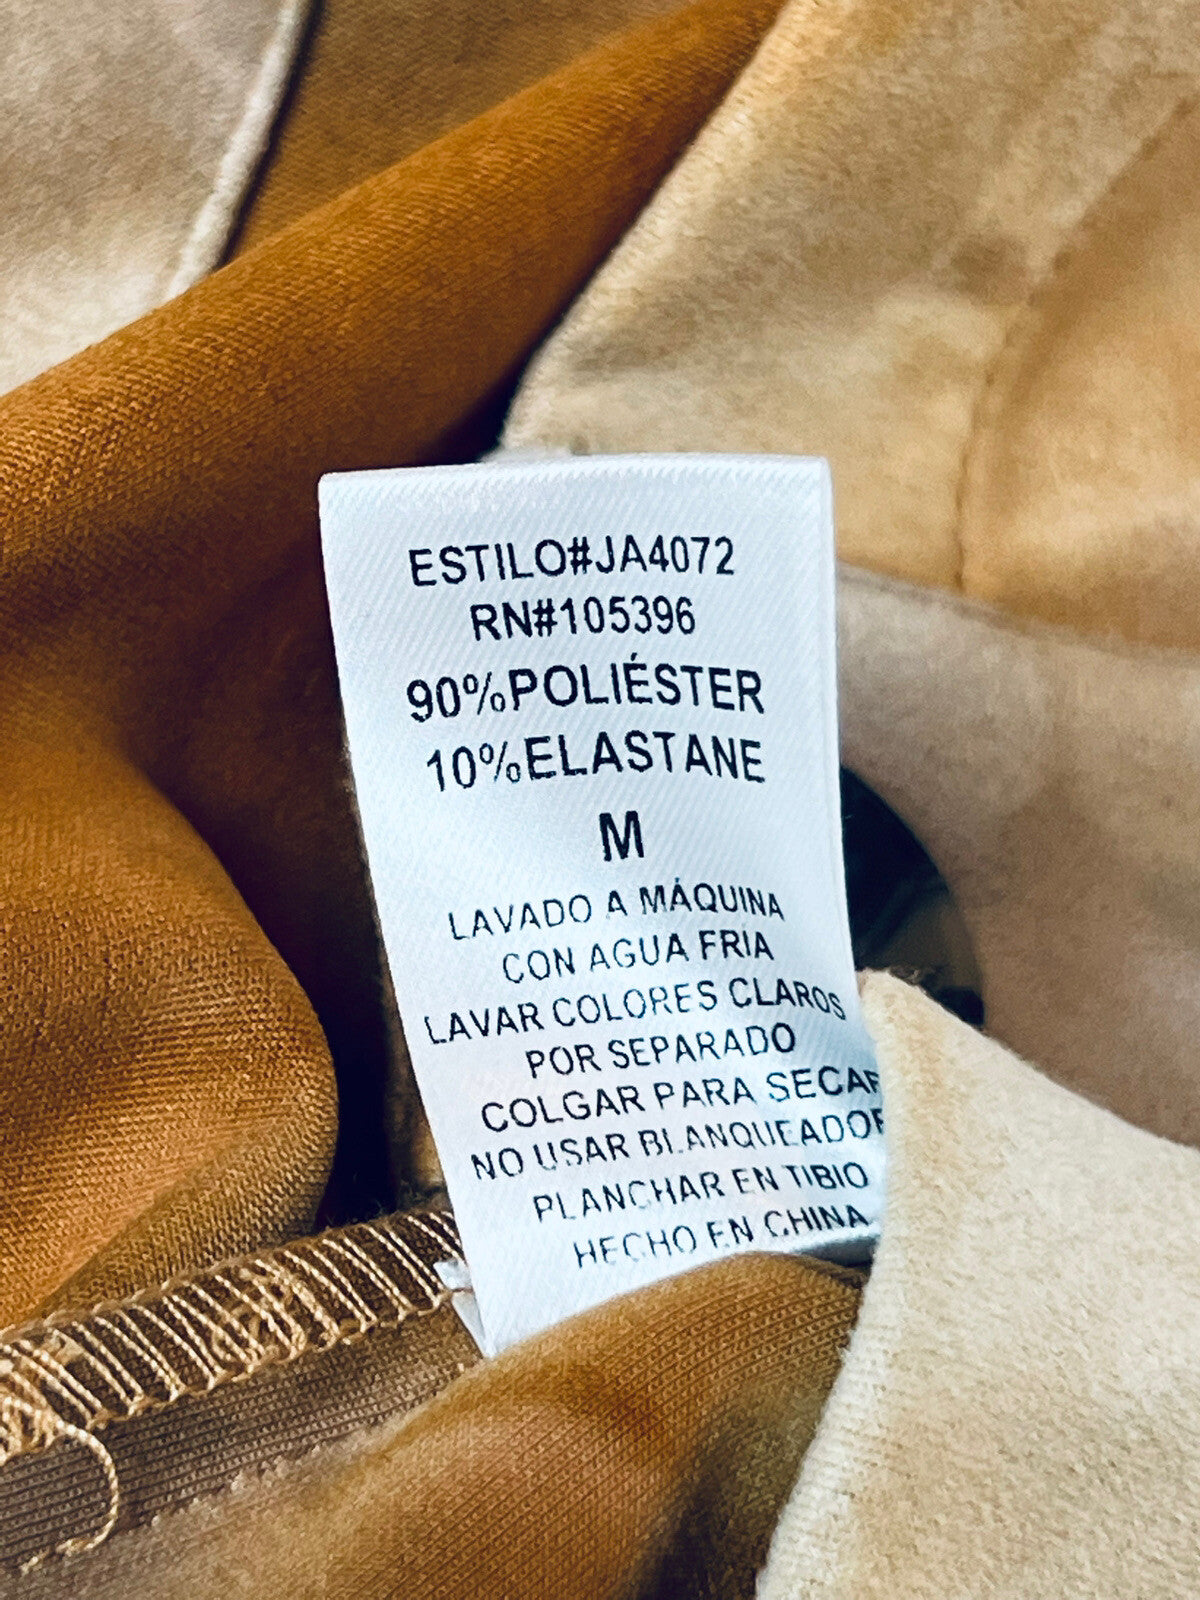 ESTILO#JA4072
RN#105396
90%POLIÉSTER
10%ELASTANE
M
LAVADO A MÁQUINA
CON AGUA FRIA
LAVAR COLORES CLAROS
POR SEPARADO
COLGAR PARA SECAR
NO USAR BLANQUEADOR
PLANCHAR EN TIBIO
HECHO EN CHINA